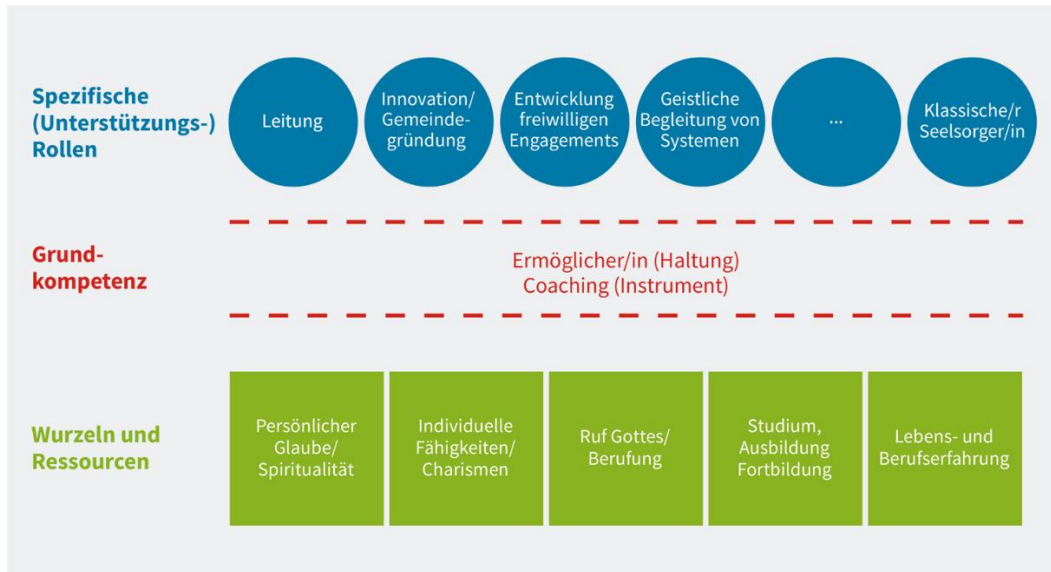 Spezifische
(Unterstützungs-)
Rollen
Leitung
Innovation/
Gemeinde-
gründung
Entwicklung
freiwilligen
Engagements
Geistliche
Begleitung von
Systemen
...
Klassische/r
Seelsorger/in
Grund-
kompetenz
Ermöglicher/in (Haltung)
Coaching (Instrument)
Wurzeln und
Ressourcen
Persönlicher
Glaube/
Spiritualität
Individuelle
Fähigkeiten/
Charismen
Ruf Gottes/
Berufung
Studium,
Ausbildung
Fortbildung
Lebens- und
Berufserfahrung